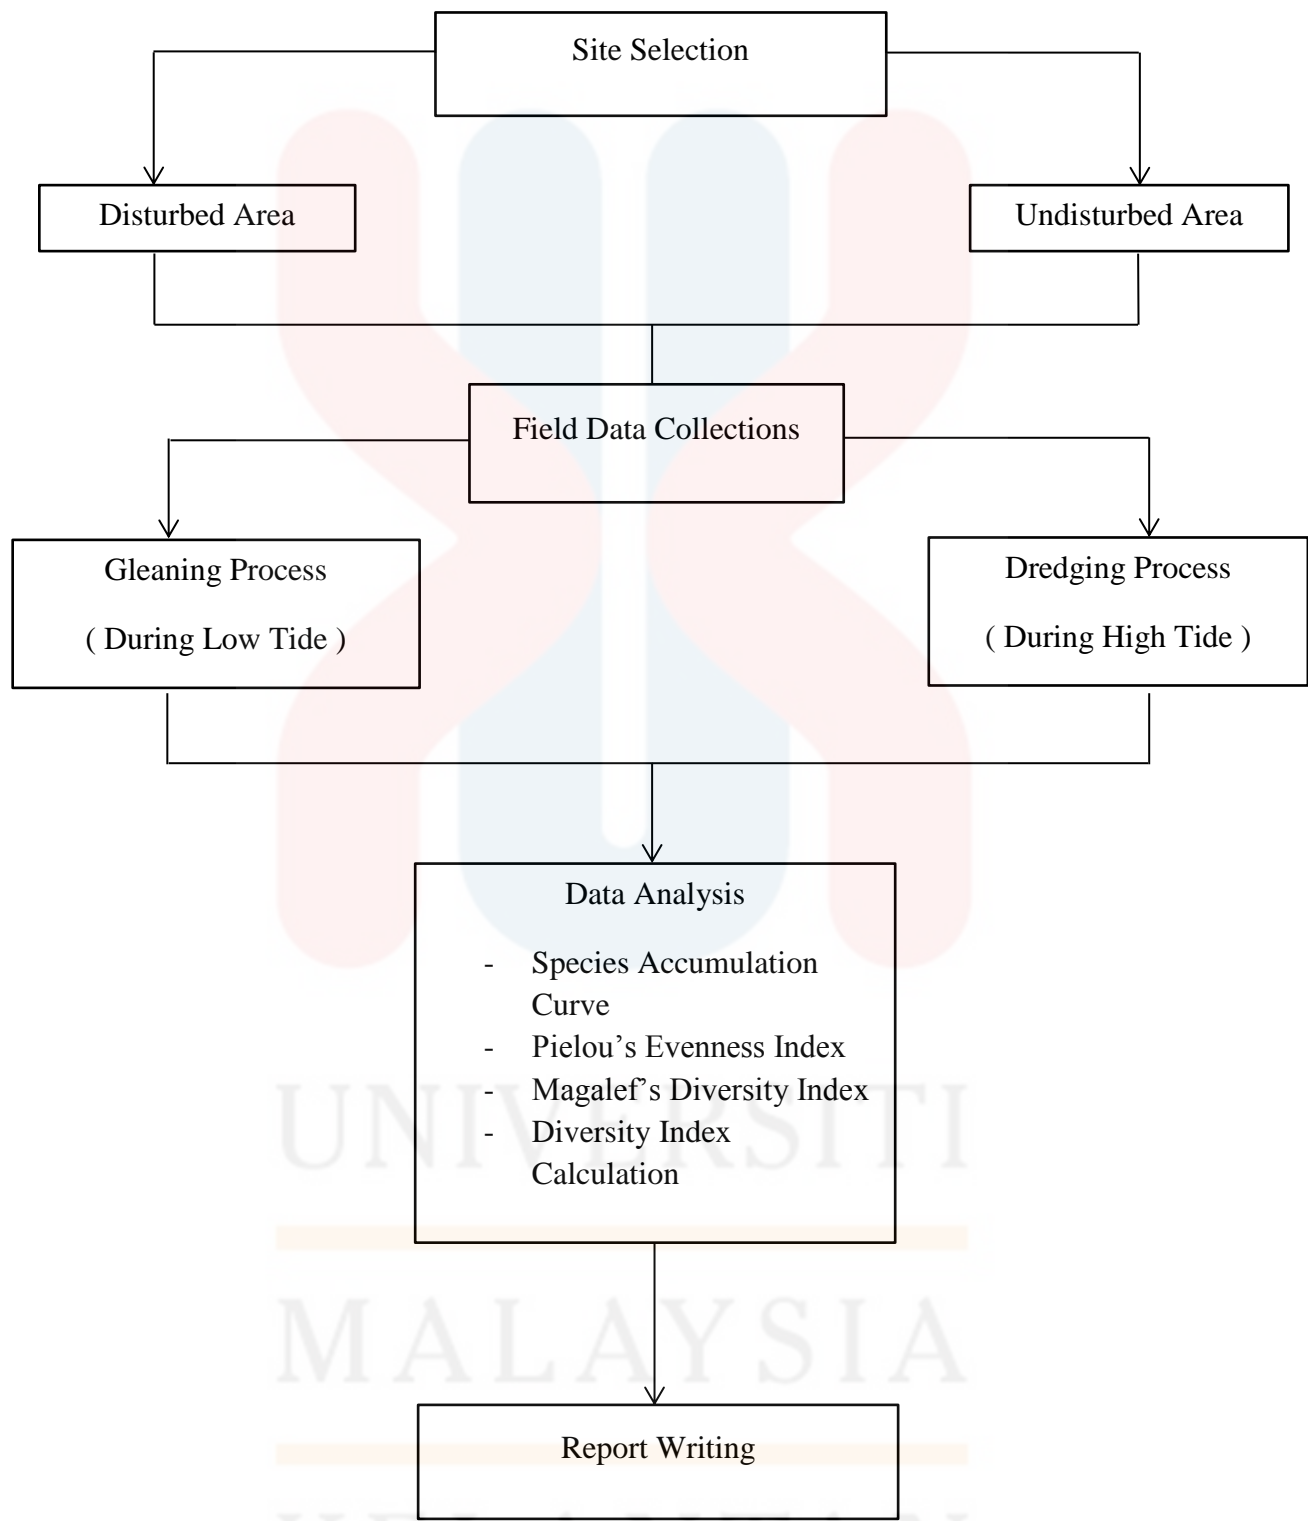 Site Selection
Disturbed Area
Undisturbed Area
Field Data Collections
Gleaning Process
( During Low Tide )
Dredging Process
( During High Tide )
Data Analysis
- Species Accumulation
Curve
- Pielou’s Evenness Index
- Magalef’s Diversity Index
- Diversity Index
Calculation
UNIVERSITI
MALAYSIA
Report Writing
KELANTAN